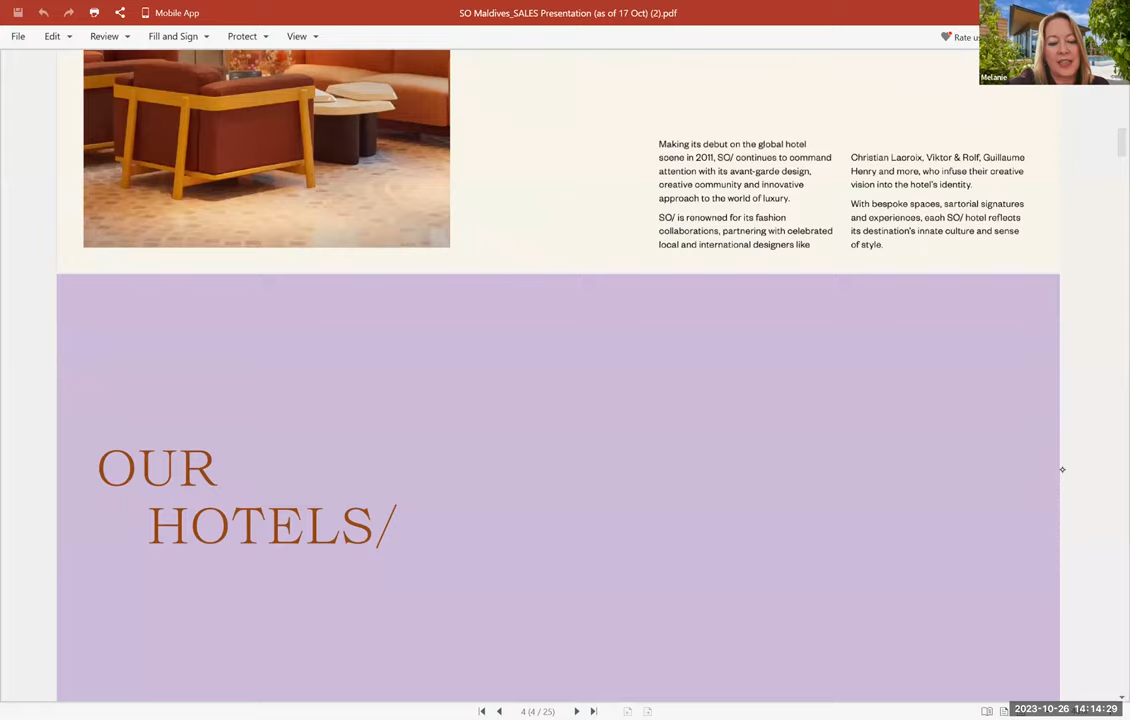 Mobile App
SO Maldives_SALES Presentation (as of 17 Oct) (2).pdf
File
Edit
Review
Fill and Sign
Protect
View
Rate us
Melanie
Making its debut on the global hotel
scene in 2011, SO/ continues to command
attention with its avant-garde design,
creative community and innovative
approach to the world of luxury.
SO/ is renowned for its fashion
collaborations, partnering with celebrated
local and international designers like
Christian Lacroix, Viktor & Rolf, Guillaume
Henry and more, who infuse their creative
vision into the hotel's identity.
With bespoke spaces, sartorial signatures
and experiences, each SO/ hotel reflects
its destination's innate culture and sense
of style.
OUR
HOTELS/
4 (4 / 25)
2023-10-26 14:14:29